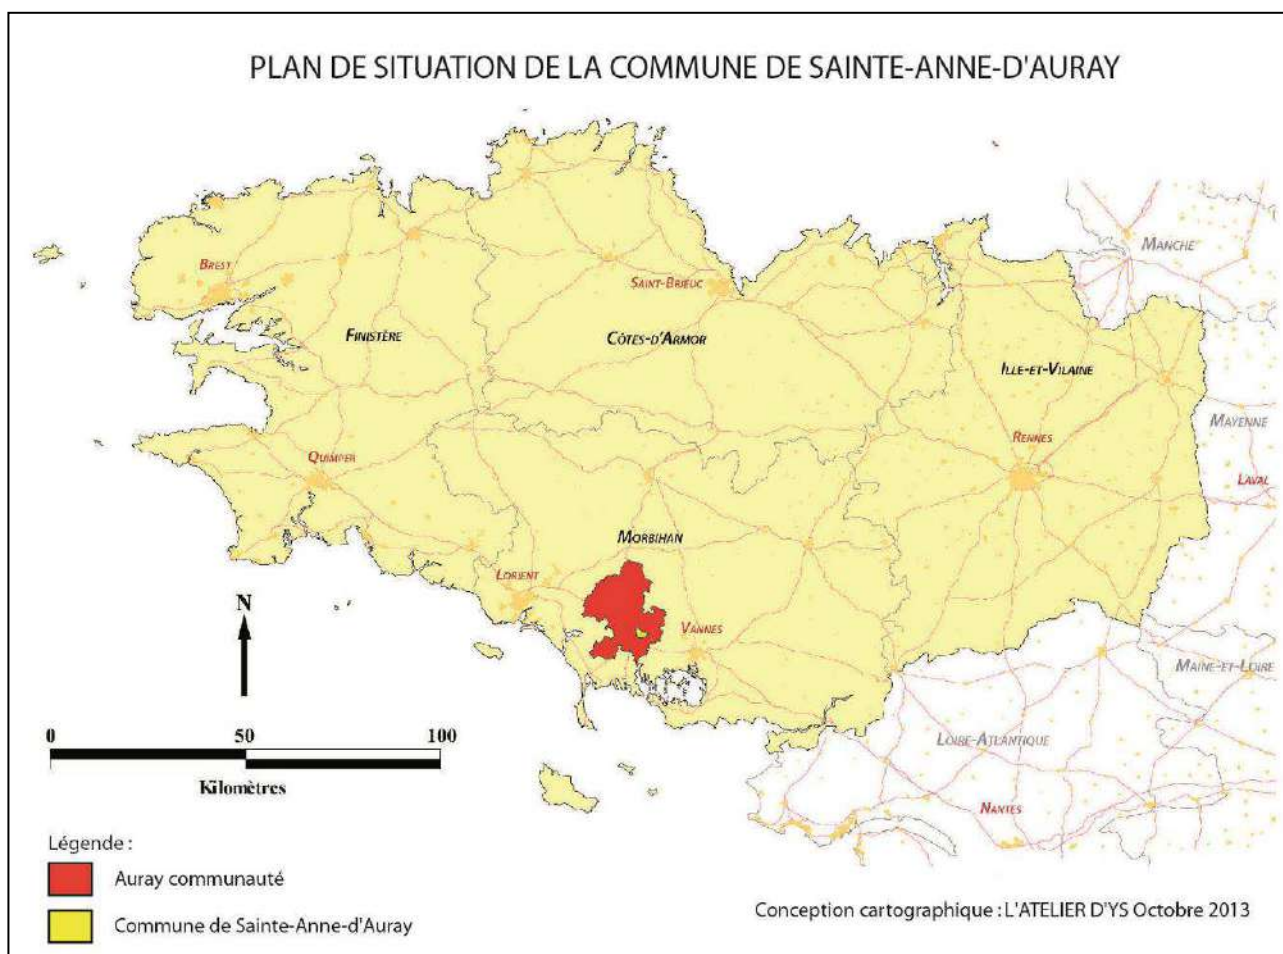 PLAN DE SITUATION DE LA COMMUNE DE SAINTE-ANNE-D'AURAY
MANCHE
BREST
SAINT-BRIEUC
FINISTÈRE
CÔTES-D'ARMOR
ILLE-ET-VILAINE
MAYENNE
RENNES
QUIMPER
LAVAL
MORBIHAN
LORIENT
N
VANNES
MAINE-ET-LOIRE
0 50 100
LOIRE-ATLANTIQUE
Kilomètres
NANTES
Légende :
Auray communauté
Commune de Sainte-Anne-d'Auray
Conception cartographique : L'ATELIER D'YS Octobre 2013